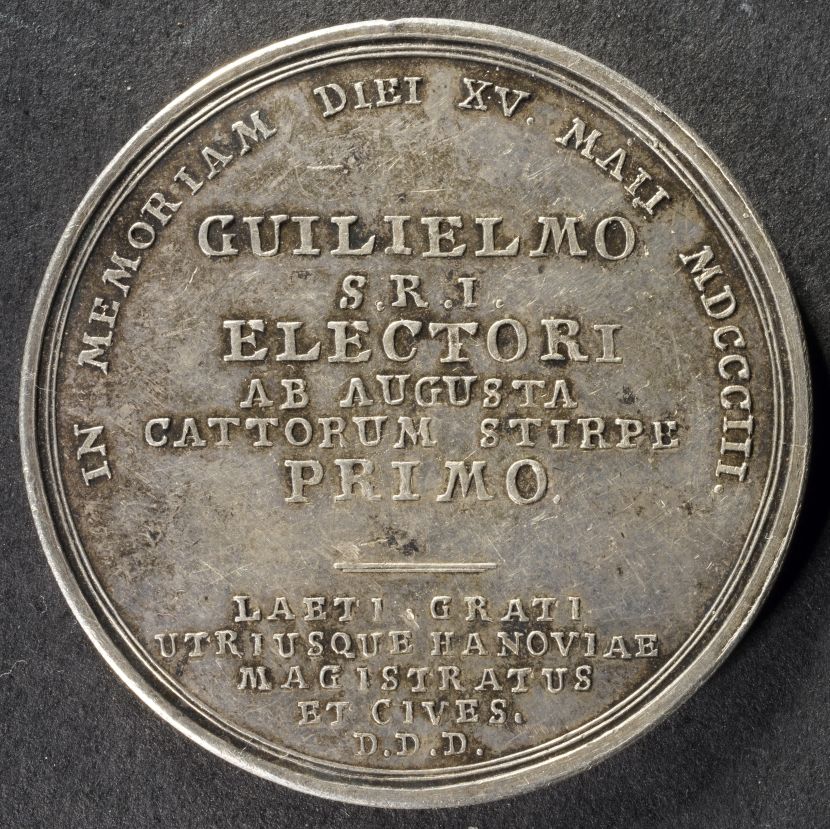 IN MEMORIAM DIEI XV. MAII MDCCCIII.
GUILIELMO
S.R.I.
ELECTORI
AB AUGUSTA
CATTORUM STIRPE
PRIMO.
LAETI GRATI
UTRIUSQUE HANOVIAE
MAGISTRATUS
ET CIVES.
D.D.D.